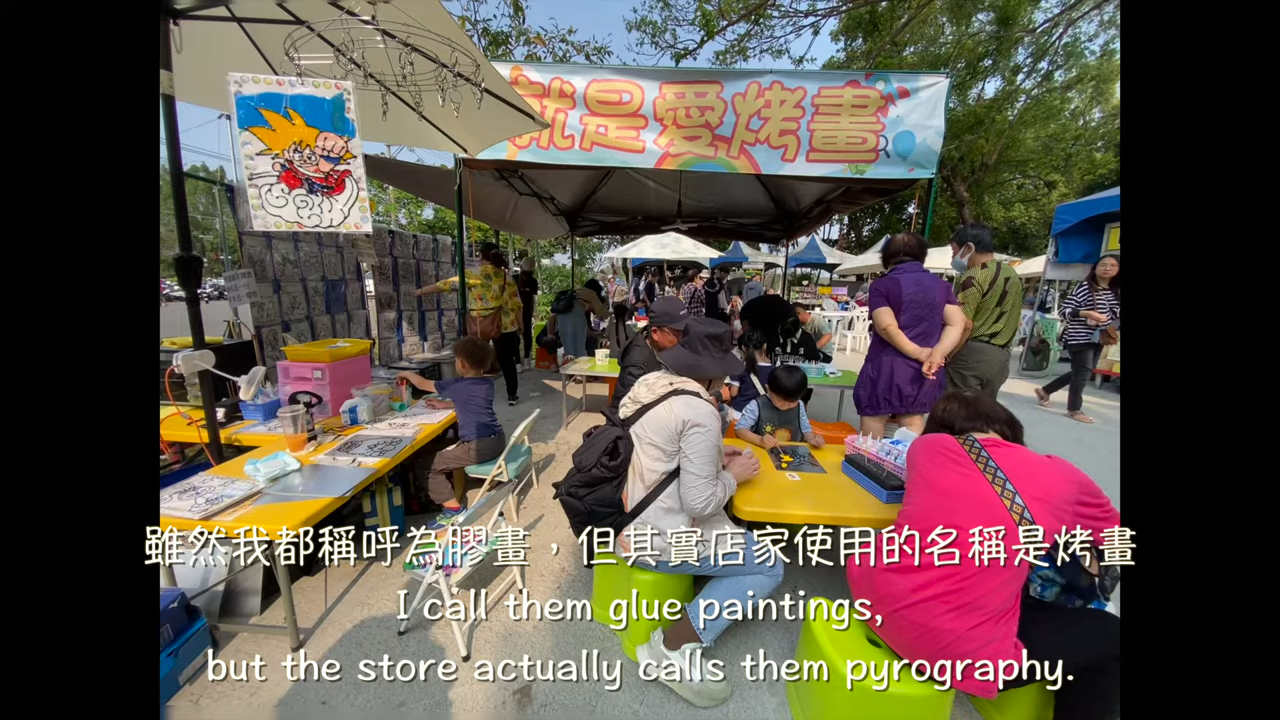 就是愛烤畫
雖然我都稱呼為膠畫，但其實店家使用的名稱是烤畫
I call them glue paintings,
but the store actually calls them pyrography.